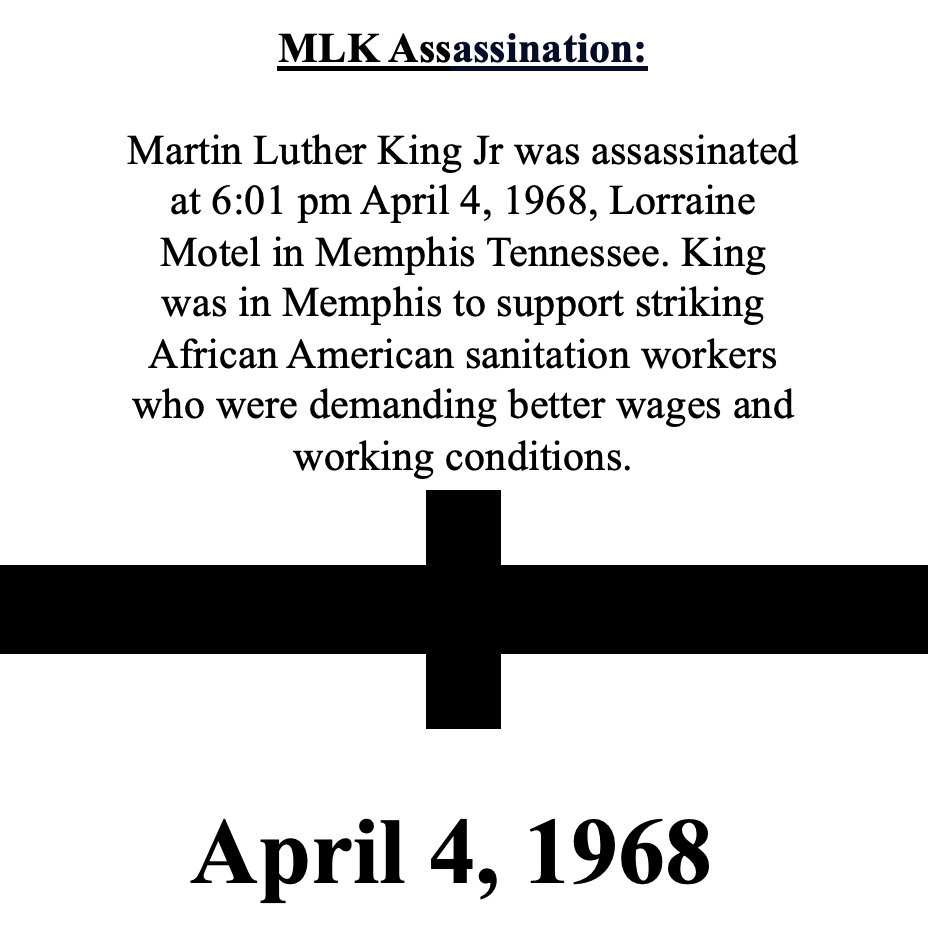 MLK Assassination:
Martin Luther King Jr was assassinated
at 6:01 pm April 4, 1968, Lorraine
Motel in Memphis Tennessee. King
was in Memphis to support striking
African American sanitation workers
who were demanding better wages and
working conditions.
April 4, 1968